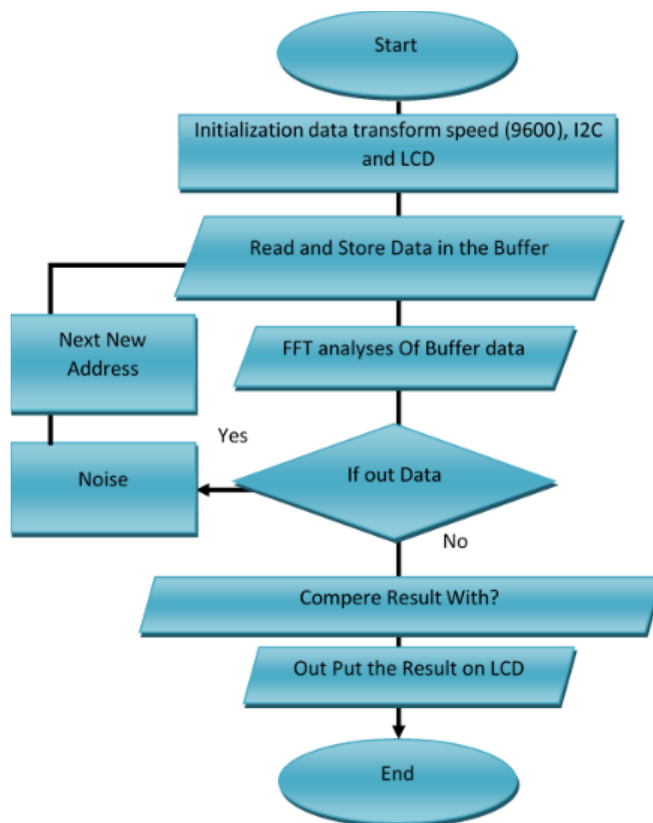 Start
Initialization data transform speed (9600), I2C
and LCD
Read and Store Data in the Buffer
Next New
Address
FFT analyses Of Buffer data
Yes
Noise
If out Data
No
Compere Result With?
Out Put the Result on LCD
End